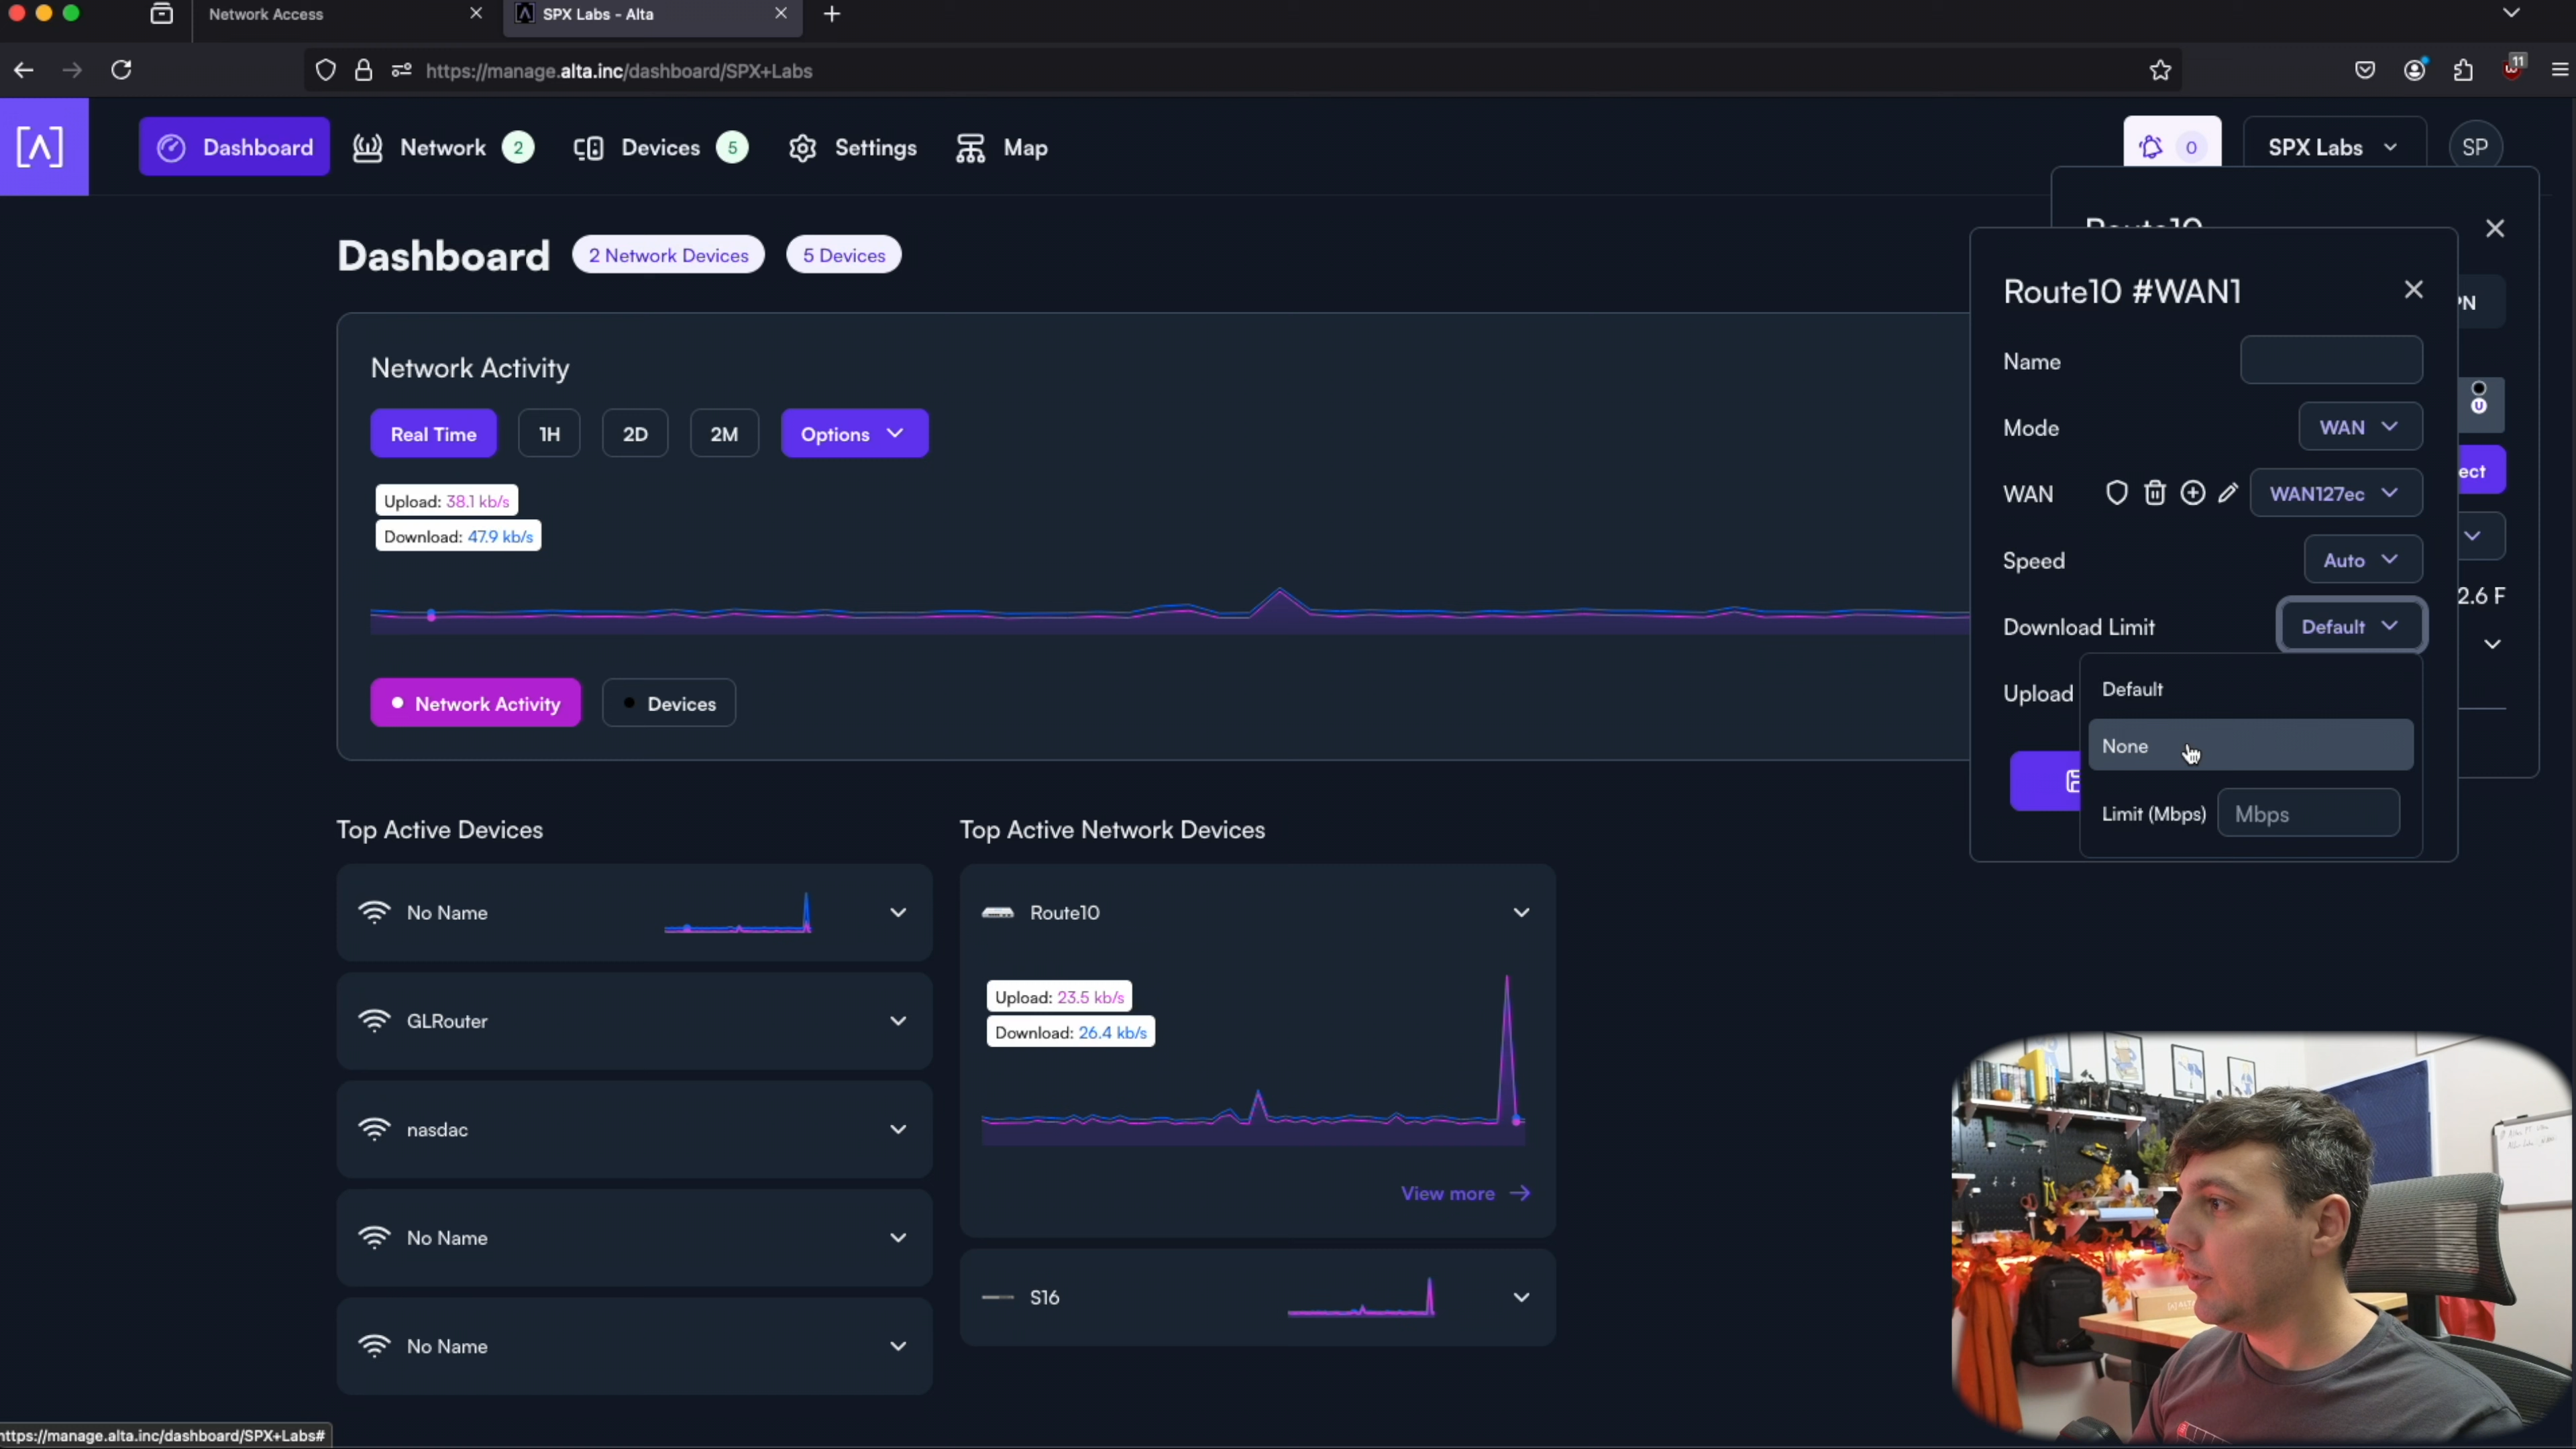 Network Access
SPX Labs - Alta
https://manage.alta.inc/dashboard/SPX+Labs
11
Dashboard
Network 2
Devices 5
Settings
Map
0
SPX Labs
SP
Dashboard
2 Network Devices
5 Devices
Network Activity
Real Time
1H
2D
2M
Options
Upload: 38.1 kb/s
Download: 47.9 kb/s
Network Activity
Devices
Route10
Route10 #WAN1
PN
Name
Mode
WAN
U
WAN
WAN127ec
ect
Speed
Auto
2.6 F
Download Limit
Default
Upload
Default
None
Limit (Mbps)
Mbps
Top Active Devices
No Name
GLRouter
nasdac
No Name
No Name
Top Active Network Devices
Route10
Upload: 23.5 kb/s
Download: 26.4 kb/s
View more
S16
https://manage.alta.inc/dashboard/SPX+Labs#